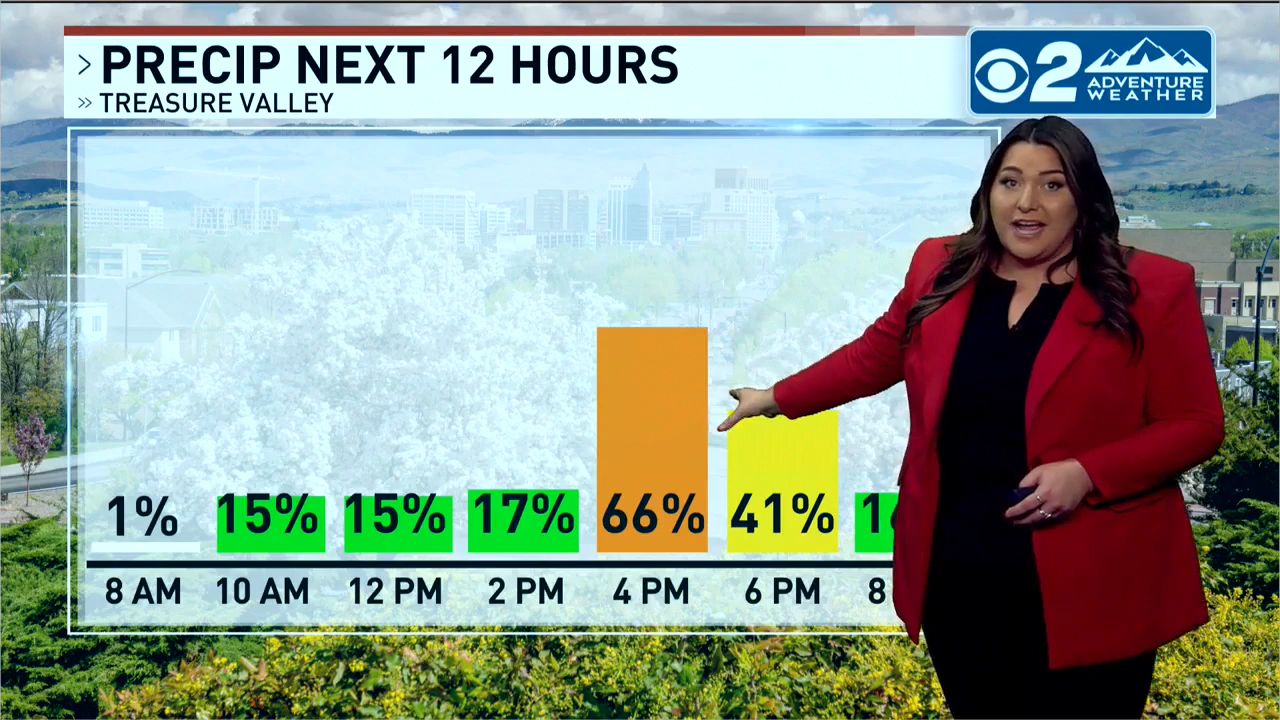 > PRECIP NEXT 12 HOURS
» TREASURE VALLEY
2 ADVENTURE
WEATHER
1% 15% 15% 17% 66% 41%
8 AM 10 AM 12 PM 2 PM 4 PM 6 PM 8